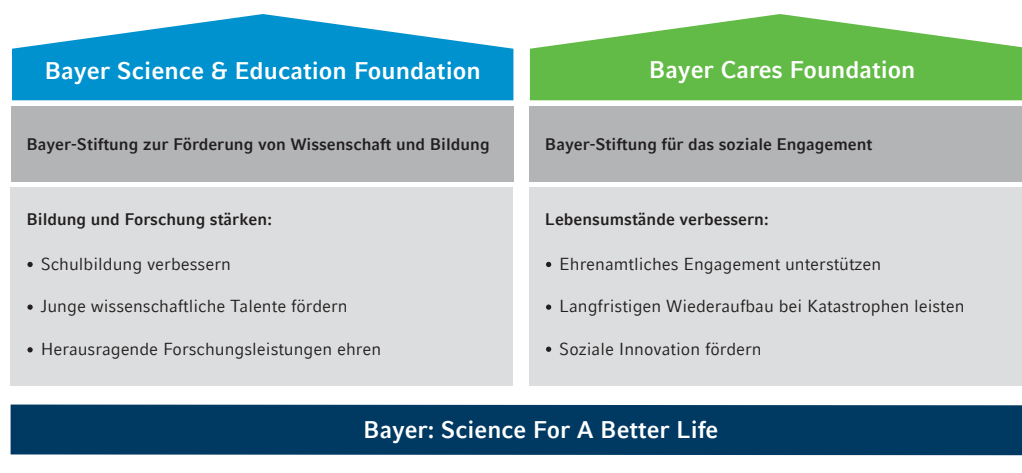 Bayer Science & Education Foundation
Bayer-Stiftung zur Förderung von Wissenschaft und Bildung
Bildung und Forschung stärken:
• Schulbildung verbessern
• Junge wissenschaftliche Talente fördern
• Herausragende Forschungsleistungen ehren
Bayer Cares Foundation
Bayer-Stiftung für das soziale Engagement
Lebensumstände verbessern:
• Ehrenamtliches Engagement unterstützen
• Langfristigen Wiederaufbau bei Katastrophen leisten
• Soziale Innovation fördern
Bayer: Science For A Better Life